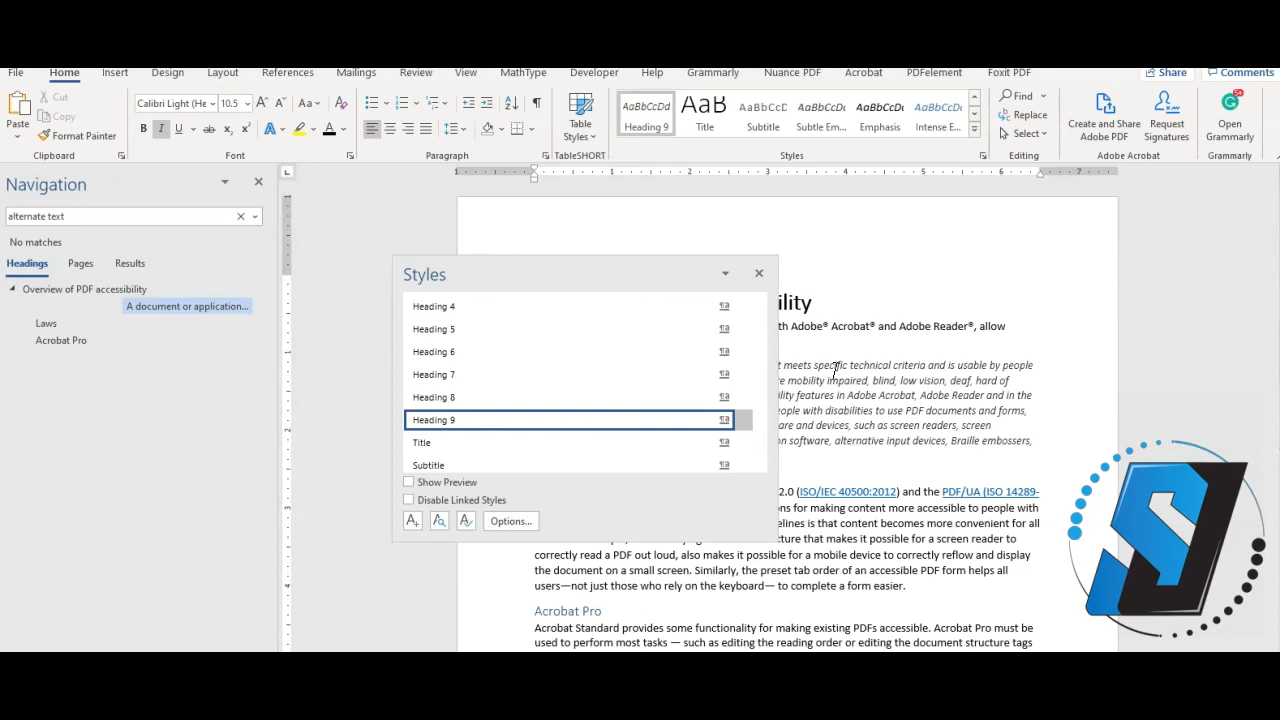 File Home Insert Design Layout References Mailings Review View MathType Developer Help Grammarly Nuance PDF Acrobat PDFelement Foxit PDF Share Comments
Paste
Cut
Copy
Format Painter
Clipboard
Calibri Light (He 10.5
Font
Paragraph
Table
Styles
TableSHORT
AaBbCcDd Heading 9
AaB Title
AaBbCcD Subtitle
AaBbCcDc Subtle Em...
AaBbCcDd Emphasis
AaBbCcDc Intense E...
Styles
Find
Replace
Select
Editing
Create and Share
Adobe PDF
Request
Signatures
Adobe Acrobat
Open
Grammarly
Grammarly
Navigation
alternate text
No matches
Headings Pages Results
Overview of PDF accessibility
A document or application...
Laws
Acrobat Pro
1 1 2 3 4 5 6 7
Styles
Heading 4
Heading 5
Heading 6
Heading 7
Heading 8
Heading 9
Title
Subtitle
Show Preview
Disable Linked Styles
Options...
ility
th Adobe® Acrobat® and Adobe Reader®, allow
t meets specific technical criteria and is usable by people
re mobility impaired, blind, low vision, deaf, hard of
ility features in Adobe Acrobat, Adobe Reader and in the
eople with disabilities to use PDF documents and forms,
are and devices, such as screen readers, screen
on software, alternative input devices, Braille embossers,
2.0 (ISO/IEC 40500:2012) and the PDF/UA (ISO 14289-
ons for making content more accessible to people with
elines is that content becomes more convenient for all
cture that makes it possible for a screen reader to
correctly read a PDF out loud, also makes it possible for a mobile device to correctly reflow and display
the document on a small screen. Similarly, the preset tab order of an accessible PDF form helps all
users—not just those who rely on the keyboard— to complete a form easier.
Acrobat Pro
Acrobat Standard provides some functionality for making existing PDFs accessible. Acrobat Pro must be
used to perform most tasks — such as editing the reading order or editing the document structure tags